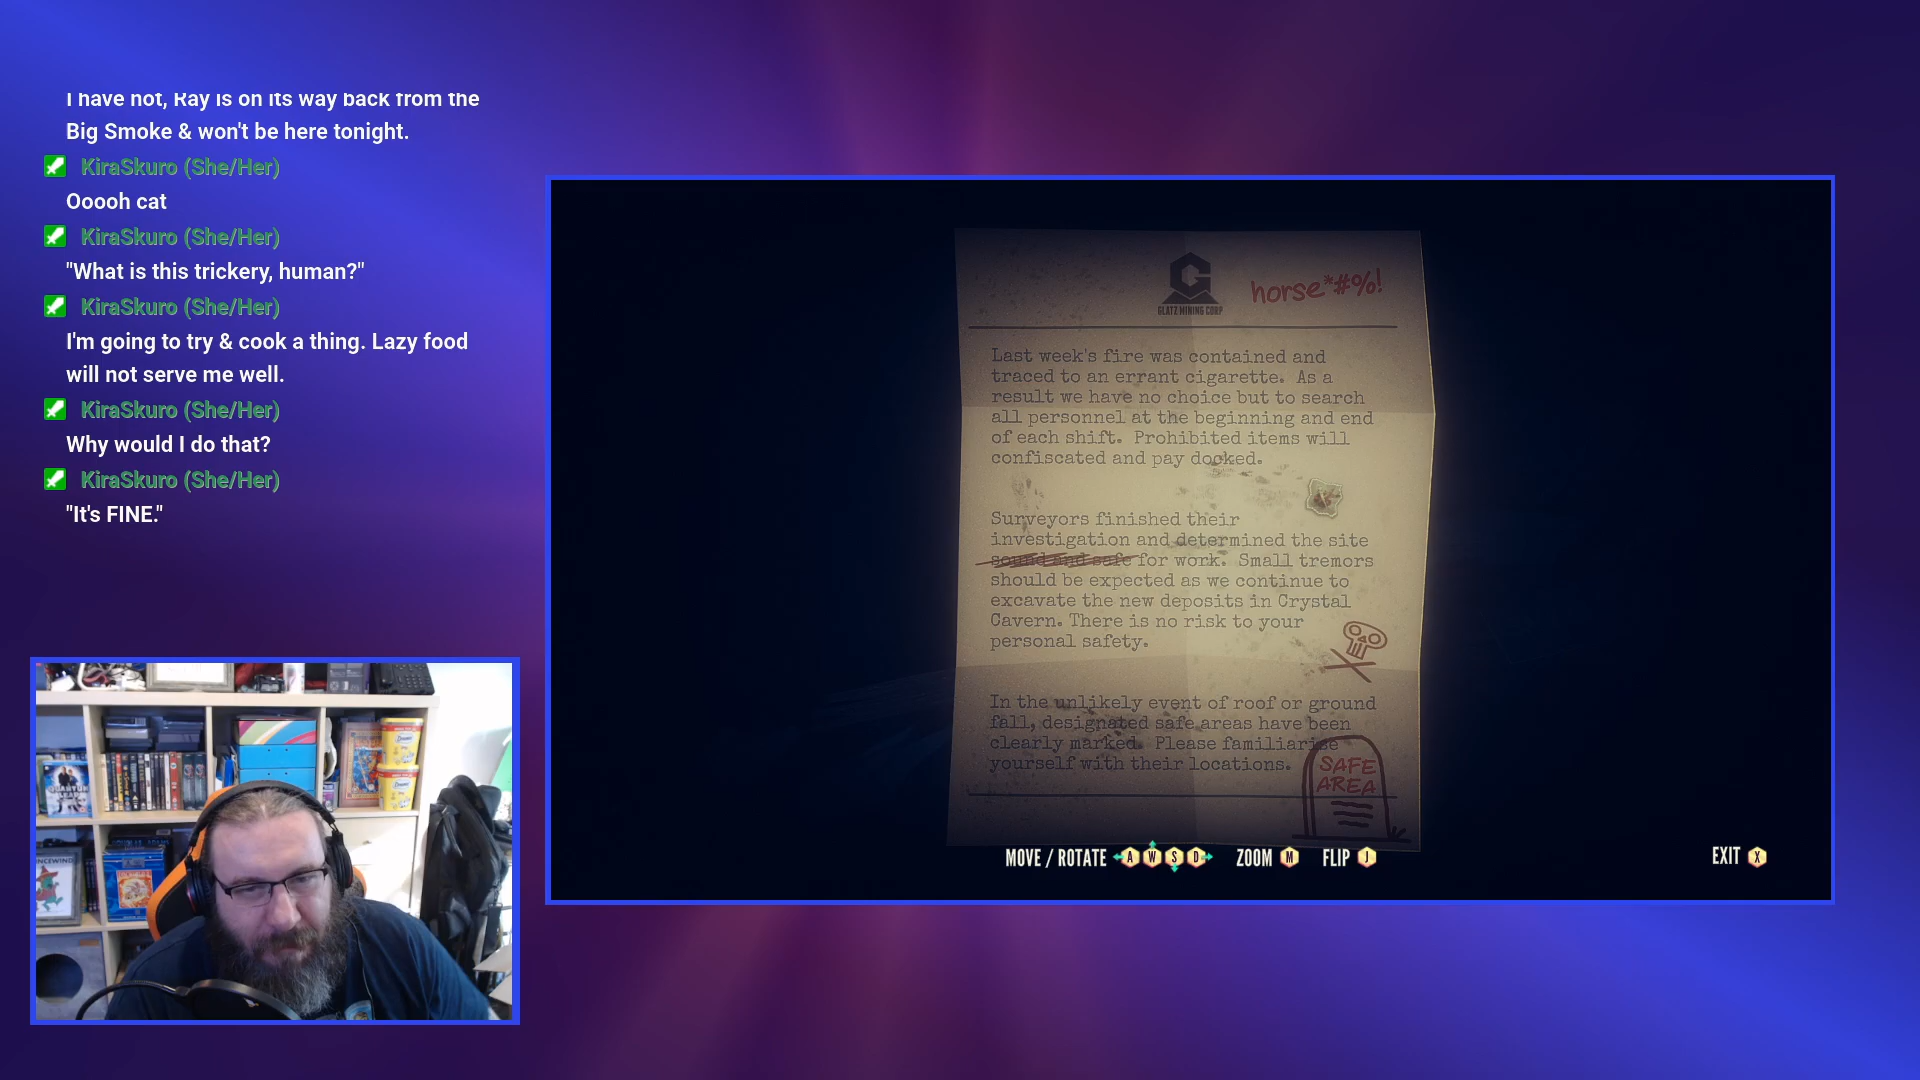 I have not, Ray is on its way back from the
Big Smoke & won't be here tonight.
KiraSkuro (She/Her)
Ooooh cat
KiraSkuro (She/Her)
"What is this trickery, human?"
KiraSkuro (She/Her)
I'm going to try & cook a thing. Lazy food
will not serve me well.
KiraSkuro (She/Her)
Why would I do that?
KiraSkuro (She/Her)
"It's FINE."
GLATZ MINING CORP
horse*#%!
Last week's fire was contained and
traced to an errant cigarette. As a
result we have no choice but to search
all personnel at the beginning and end
of each shift. Prohibited items will
confiscated and pay docked.
Surveyors finished their
investigation and determined the site
sound and safe for work. Small tremors
should be expected as we continue to
excavate the new deposits in Crystal
Cavern. There is no risk to your
personal safety.
In the unlikely event of roof or ground
fall, designated safe areas have been
clearly marked. Please familiarise
yourself with their locations.
SAFE
AREA
MOVE / ROTATE A W S D ZOOM M FLIP J
EXIT X
QUANTUM
LEAP